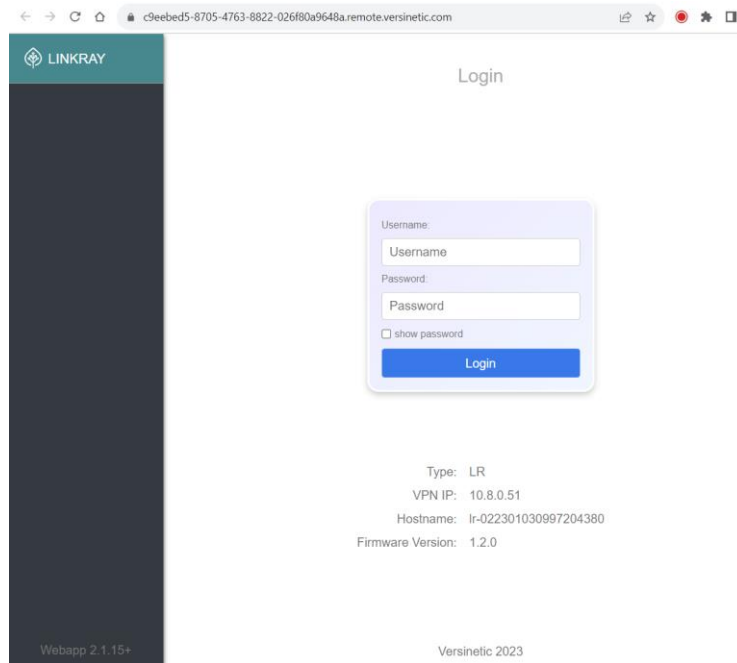 c9eebed5-8705-4763-8822-026f80a9648a.remote.versinetic.com
LINKRAY
Login
Username:
Username
Password:
Password
show password
Login
Type: LR
VPN IP: 10.8.0.51
Hostname: lr-022301030997204380
Firmware Version: 1.2.0
Webapp 2.1.15+
Versinetic 2023